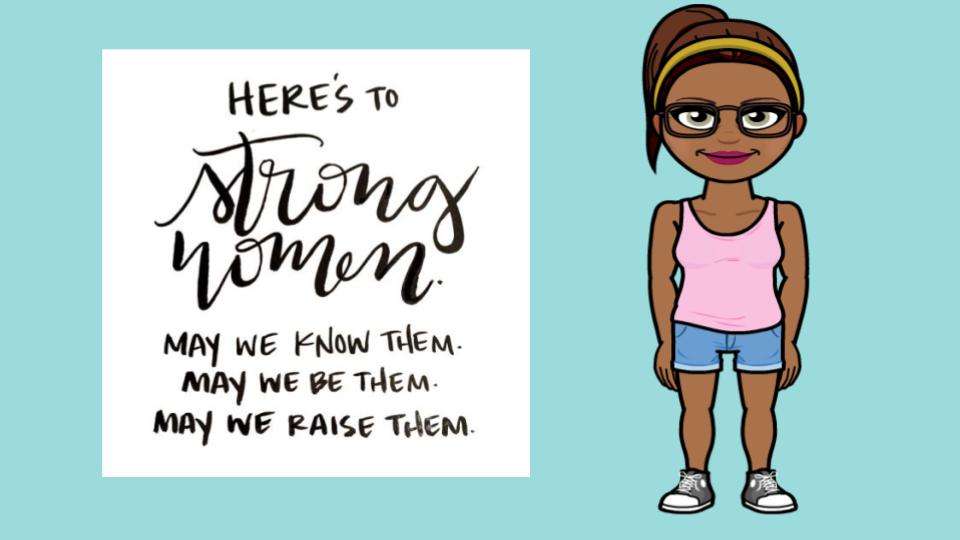 HERE'S TO
strong
women.
MAY WE KNOW THEM.
MAY WE BE THEM.
MAY WE RAISE THEM.